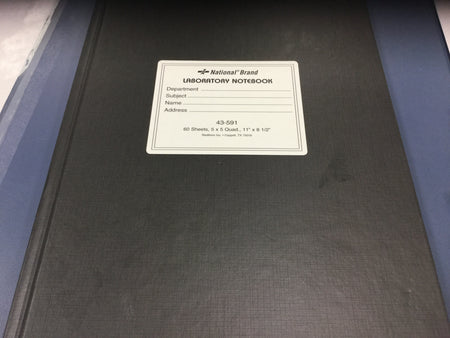 National® Brand
LABORATORY NOTEBOOK
Department
Subject
Name
Address
43-591
60 Sheets, 5 x 5 Quad., 11" x 8 1/2"